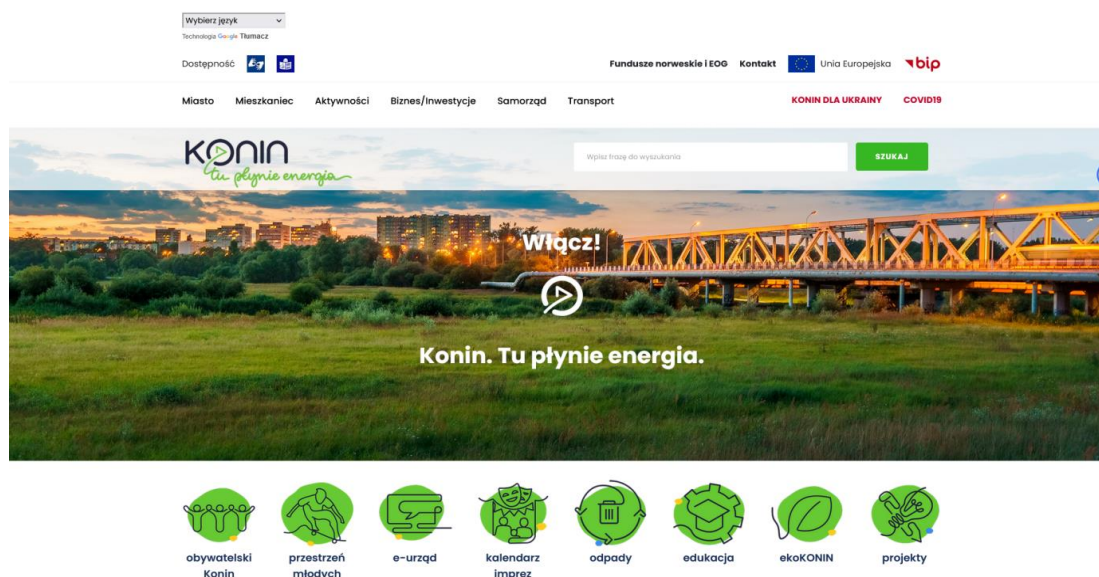 Wybierz język
Technologia Google Tłumacz
Dostępność
Fundusze norweskie i EOG Kontakt Unia Europejska bip
Miasto Mieszkaniec Aktywności Biznes/Inwestycje Samorząd Transport KONIN DLA UKRAINY COVID19
KONIN
tu płynie energia
Wpisz frazę do wyszukania
SZUKAJ
Włącz!
Konin. Tu płynie energia.
obywatelski Konin
przestrzeń młodych
e-urząd
kalendarz imprez
odpady
edukacja
ekoKONIN
projekty